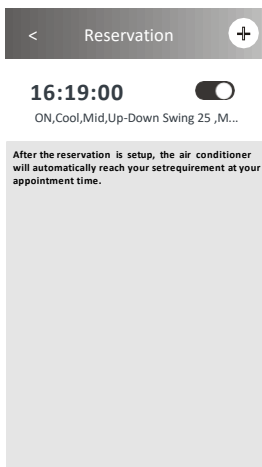 < Reservation +
16:19:00
ON,Cool,Mid,Up-Down Swing 25 ,M...
After the reservation is setup, the air conditioner
will automatically reach your setrequirement at your
appointment time.